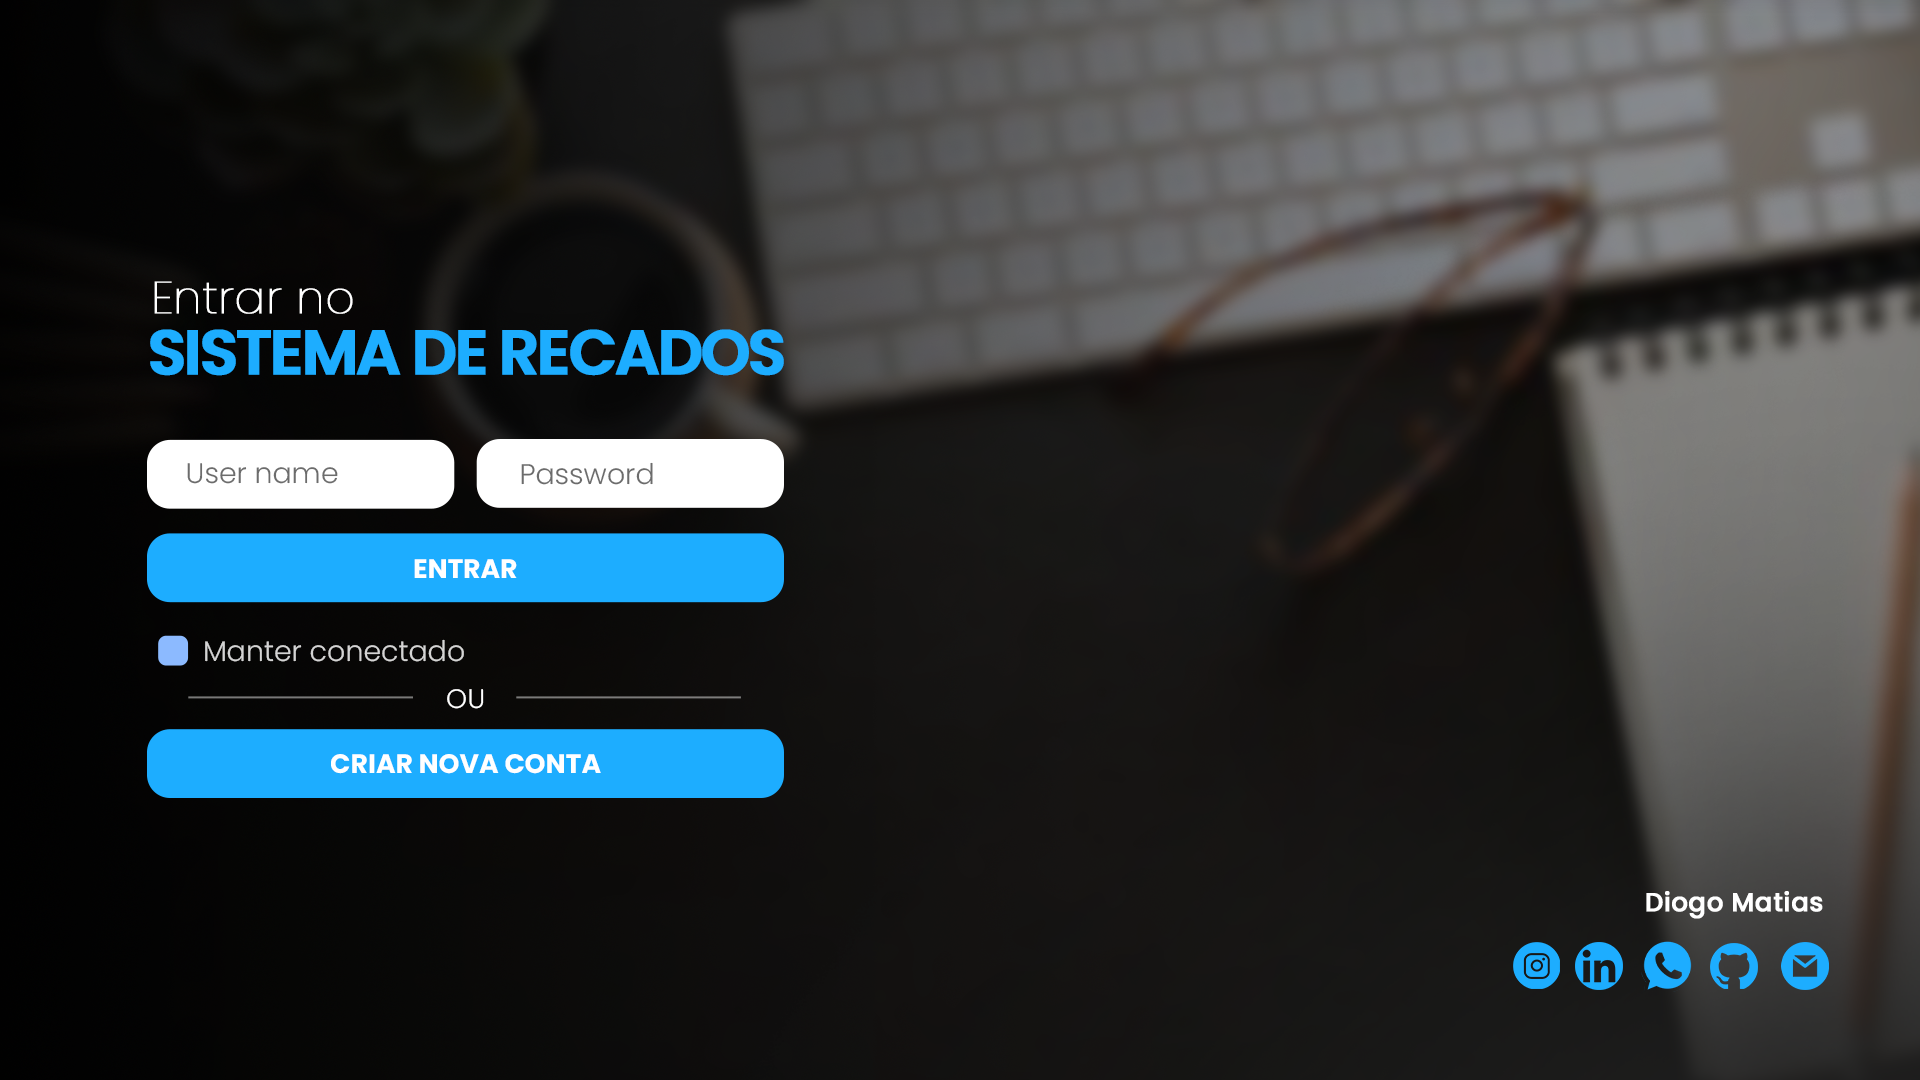 Entrar no
SISTEMA DE RECADOS
User name
Password
ENTRAR
Manter conectado
OU
CRIAR NOVA CONTA
Diogo Matias